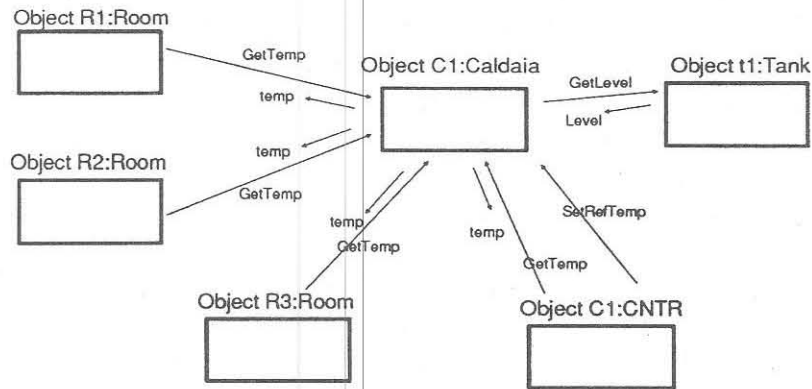 Object R1:Room
GetTemp
temp
Object C1:Caldaia
GetLevel
Level
Object t1:Tank
Object R2:Room
temp
GetTemp
temp
GetTemp
temp
GetTemp
SetRefTemp
Object R3:Room
Object C1:CNTR